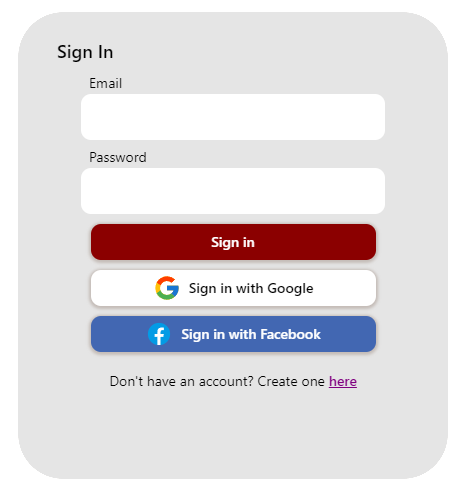 Sign In
Email
Password
Sign in
Sign in with Google
Sign in with Facebook
Don't have an account? Create one here